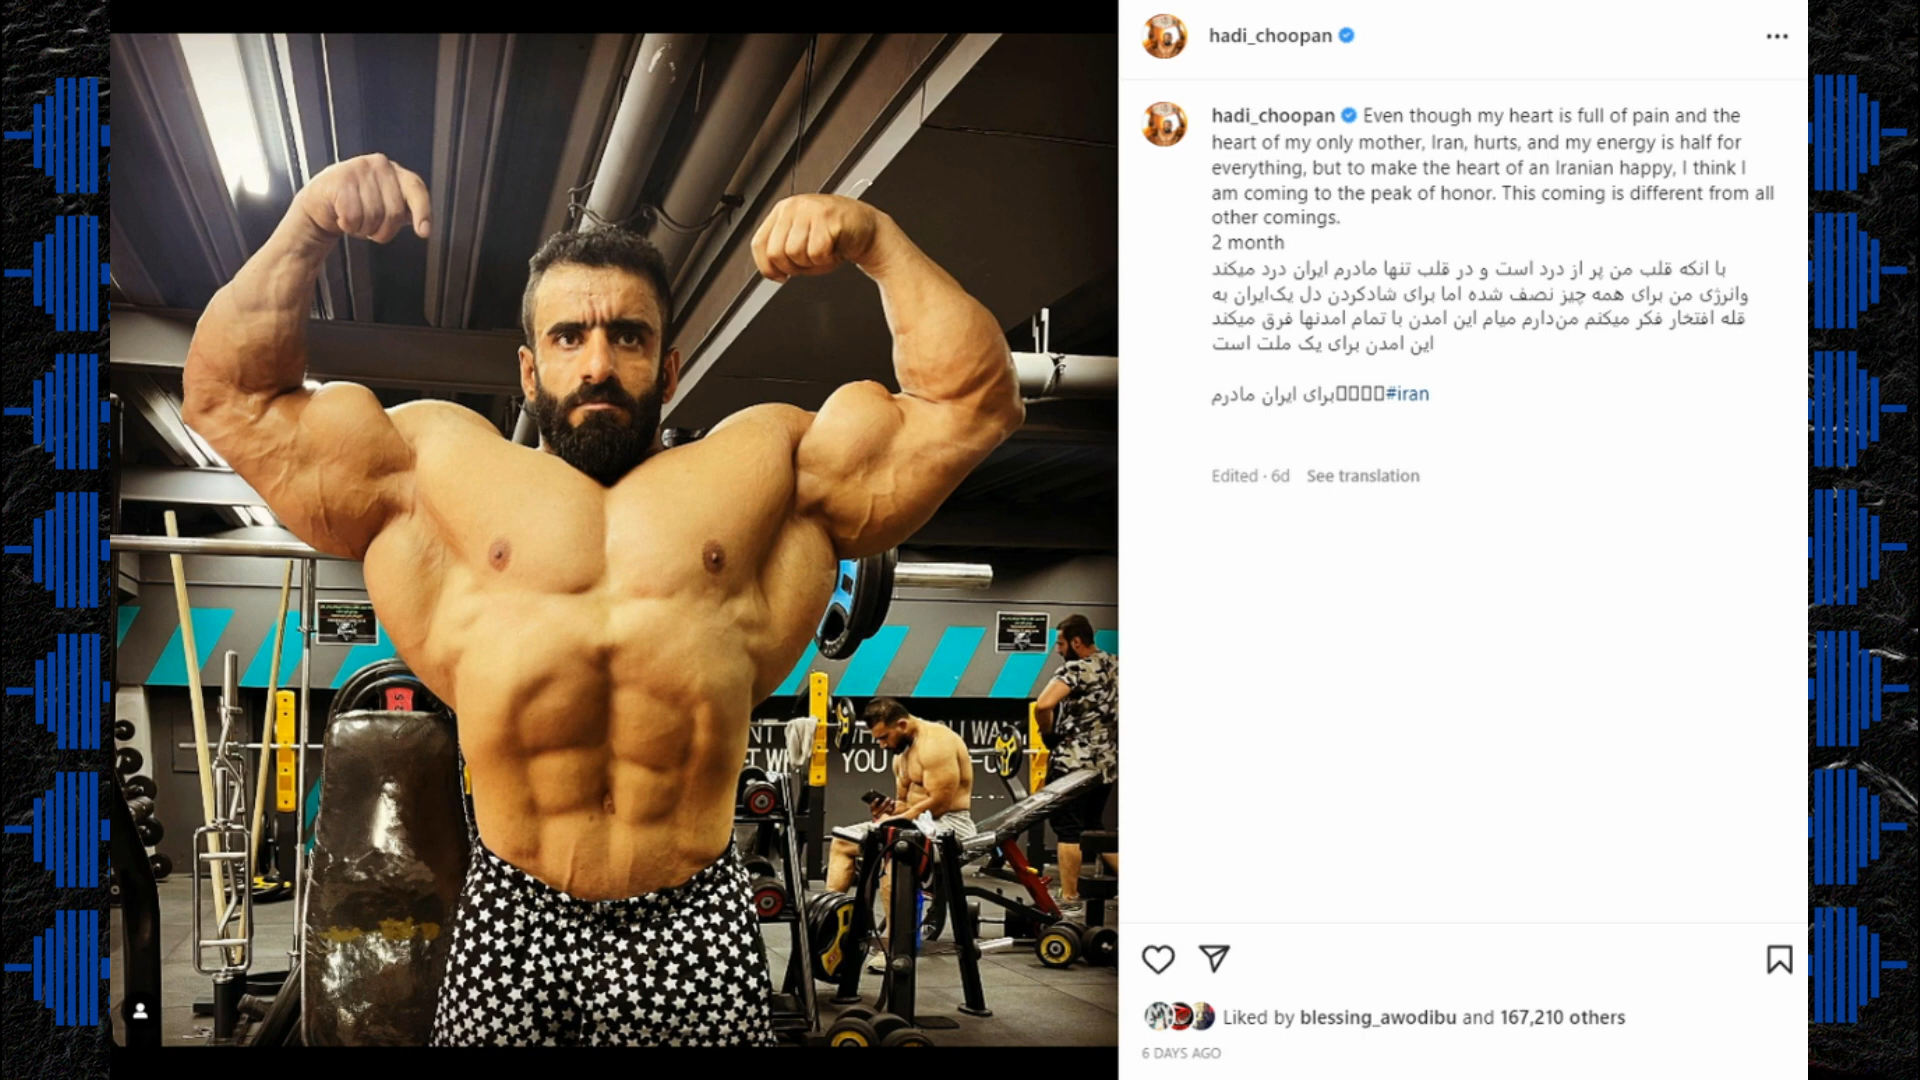 hadi_choopan
hadi_choopan Even though my heart is full of pain and the
heart of my only mother, Iran, hurts, and my energy is half for
everything, but to make the heart of an Iranian happy, I think I
am coming to the peak of honor. This coming is different from all
other comings.
2 month
با انکه قلب من پر از درد است و در قلب تنها مادرم ایران درد میکند
وانرژی من برای همه چیز نصف شده اما برای شادکردن دل یک‌ایران به
قله افتخار فکر میکنم من‌دارم میام این امدن با تمام امدنها فرق میکند
این امدن برای یک ملت است
برای ایران مادرم#iran
Edited · 6d See translation
2.5
YOU
Liked by blessing_awodibu and 167,210 others
6 DAYS AGO